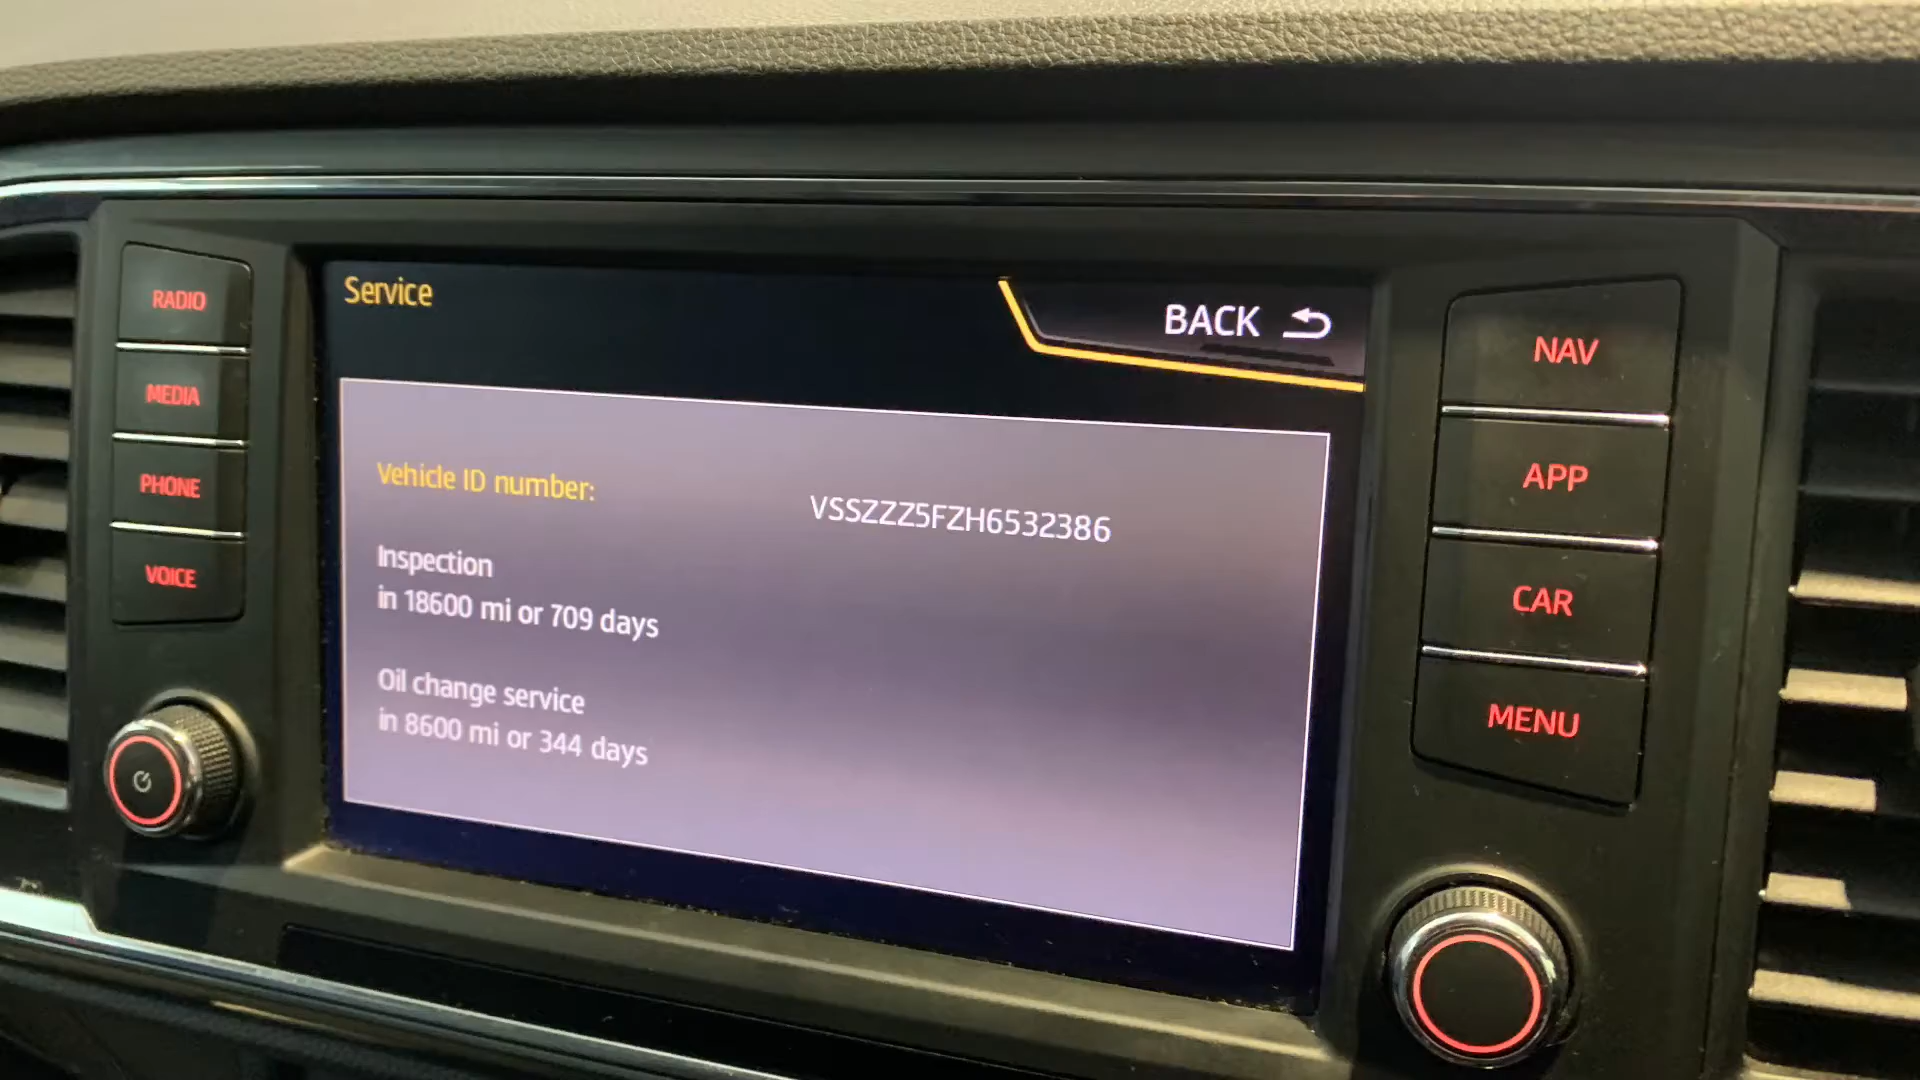 Service
BACK
Vehicle ID number:
VSSZZZ5FZH6532386
Inspection
in 18600 mi or 709 days
Oil change service
in 8600 mi or 344 days
RADIO
MEDIA
PHONE
VOICE
NAV
APP
CAR
MENU